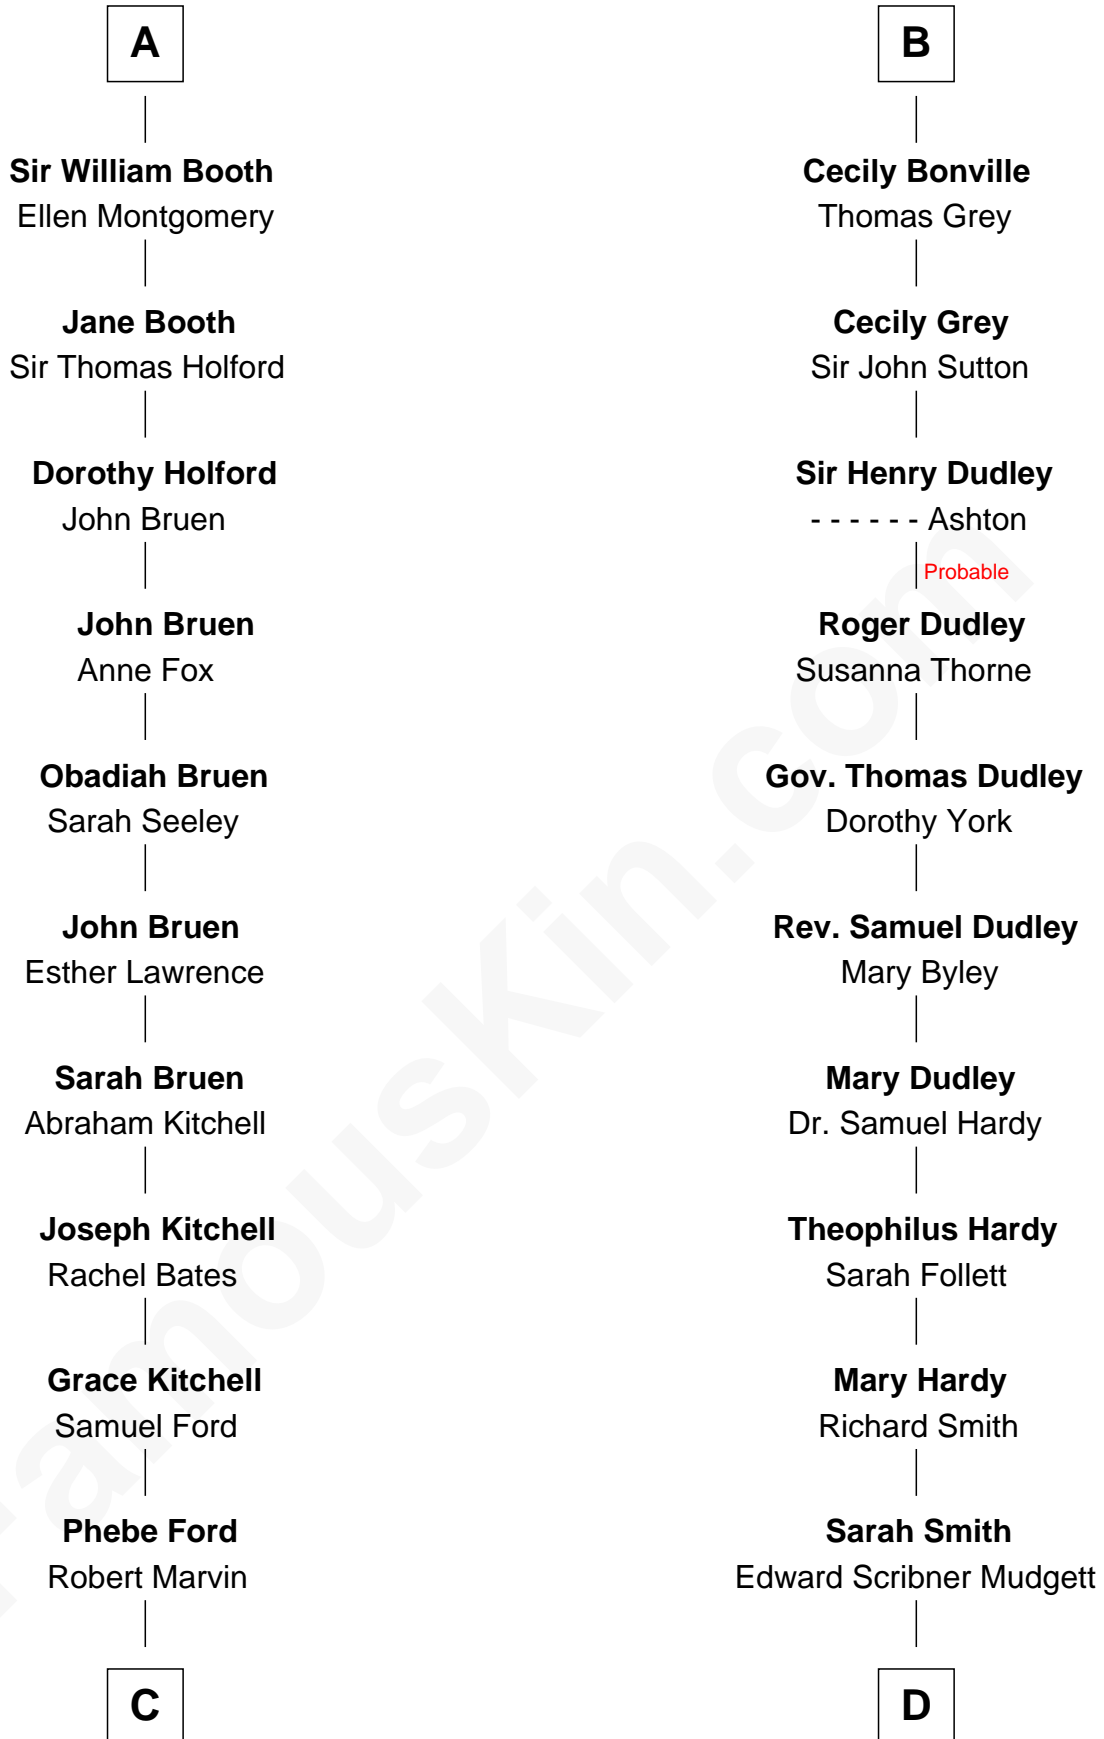 A
Sir William Booth
Ellen Montgomery
Jane Booth
Sir Thomas Holford
Dorothy Holford
John Bruen
John Bruen
Anne Fox
Obadiah Bruen
Sarah Seeley
John Bruen
Esther Lawrence
Sarah Bruen
Abraham Kitchell
Joseph Kitchell
Rachel Bates
Grace Kitchell
Samuel Ford
Phebe Ford
Robert Marvin
C
B
Cecily Bonville
Thomas Grey
Cecily Grey
Sir John Sutton
Sir Henry Dudley
- - - - - - Ashton
Probable
Roger Dudley
Susanna Thorne
Gov. Thomas Dudley
Dorothy York
Rev. Samuel Dudley
Mary Byley
Mary Dudley
Dr. Samuel Hardy
Theophilus Hardy
Sarah Follett
Mary Hardy
Richard Smith
Sarah Smith
Edward Scribner Mudgett
D
FamousKin.com